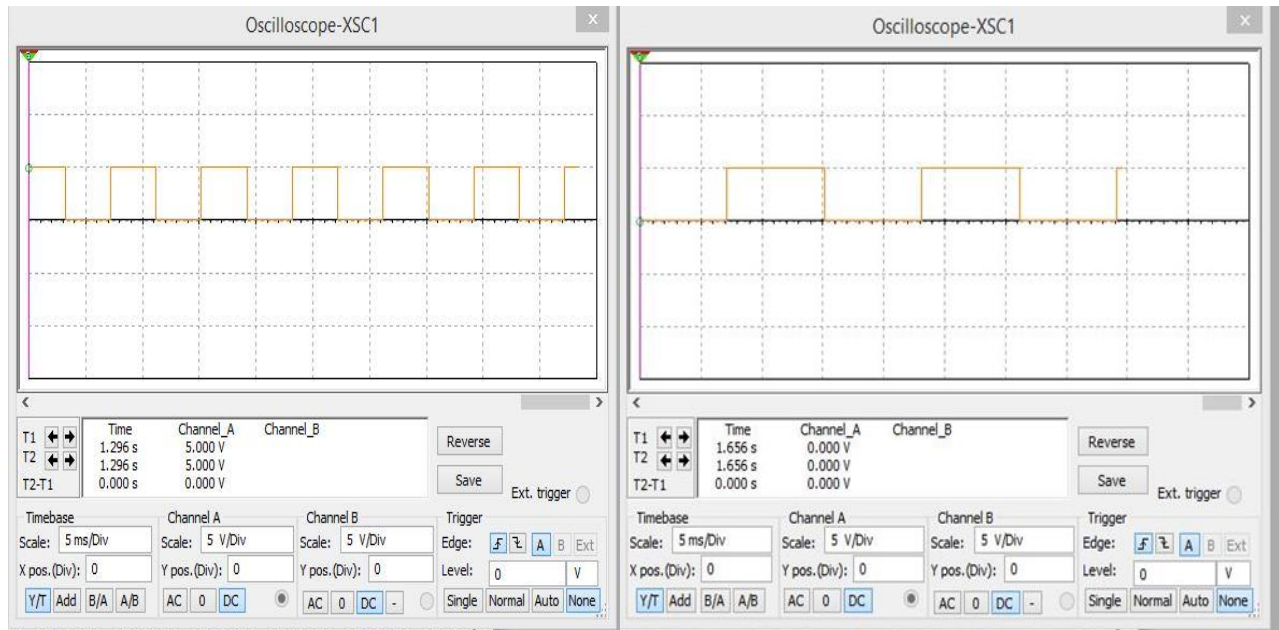 Oscilloscope-XSC1
x
T1
T2
T2-T1
Time Channel_A Channel_B
1.296 s 5.000 V
1.296 s 5.000 V
0.000 s 0.000 V
Reverse
Save
Ext. trigger
Timebase Channel A Channel B Trigger
Scale: 5 ms/Div Scale: 5 V/Div Scale: 5 V/Div Edge: A B Ext
X pos.(Div): 0 Y pos.(Div): 0 Y pos.(Div): 0 Level: 0 V
Y/T Add B/A A/B AC 0 DC AC 0 DC - Single Normal Auto None
Oscilloscope-XSC1
x
T1
T2
T2-T1
Time Channel_A Channel_B
1.656 s 0.000 V
1.656 s 0.000 V
0.000 s 0.000 V
Reverse
Save
Ext. trigger
Timebase Channel A Channel B Trigger
Scale: 5 ms/Div Scale: 5 V/Div Scale: 5 V/Div Edge: A B Ext
X pos.(Div): 0 Y pos.(Div): 0 Y pos.(Div): 0 Level: 0 V
Y/T Add B/A A/B AC 0 DC AC 0 DC - Single Normal Auto None